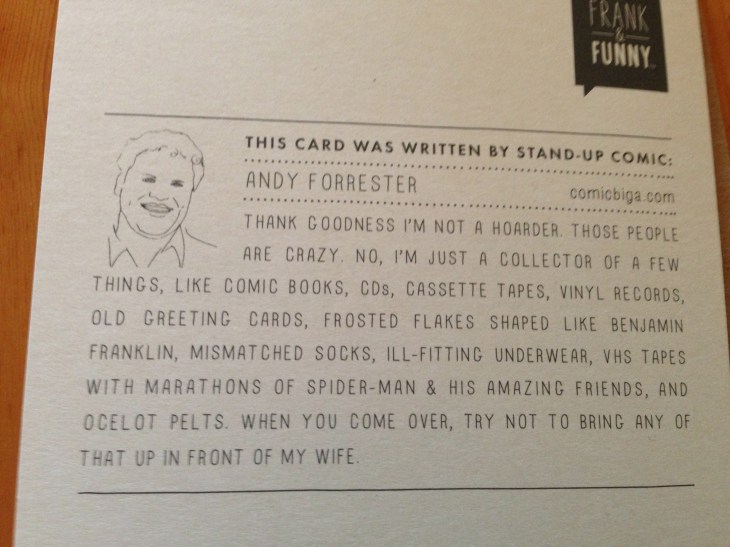 FRANK
&
FUNNY
THIS CARD WAS WRITTEN BY STAND-UP COMIC:
ANDY FORRESTER comicbiga.com
THANK GOODNESS I'M NOT A HOARDER. THOSE PEOPLE
ARE CRAZY. NO, I'M JUST A COLLECTOR OF A FEW
THINGS, LIKE COMIC BOOKS, CDs, CASSETTE TAPES, VINYL RECORDS,
OLD GREETING CARDS, FROSTED FLAKES SHAPED LIKE BENJAMIN
FRANKLIN, MISMATCHED SOCKS, ILL-FITTING UNDERWEAR, VHS TAPES
WITH MARATHONS OF SPIDER-MAN & HIS AMAZING FRIENDS, AND
OCELOT PELTS. WHEN YOU COME OVER, TRY NOT TO BRING ANY OF
THAT UP IN FRONT OF MY WIFE.